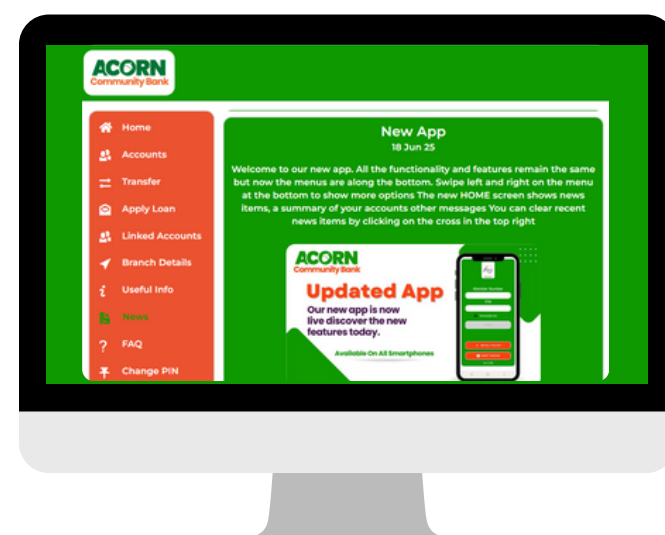 ACORN
Community Bank
Home
Accounts
Transfer
Apply Loan
Linked Accounts
Branch Details
Useful Info
News
FAQ
Change PIN
New App
18 Jun 25
Welcome to our new app. All the functionality and features remain the same
but now the menus are along the bottom. Swipe left and right on the menu
at the bottom to show more options The new HOME screen shows news
items, a summary of your accounts other messages You can clear recent
news items by clicking on the cross in the top right
ACORN
Community Bank
Updated App
Our new app is now
live discover the new
features today.
Available On All Smartphones
Member Number
PIN